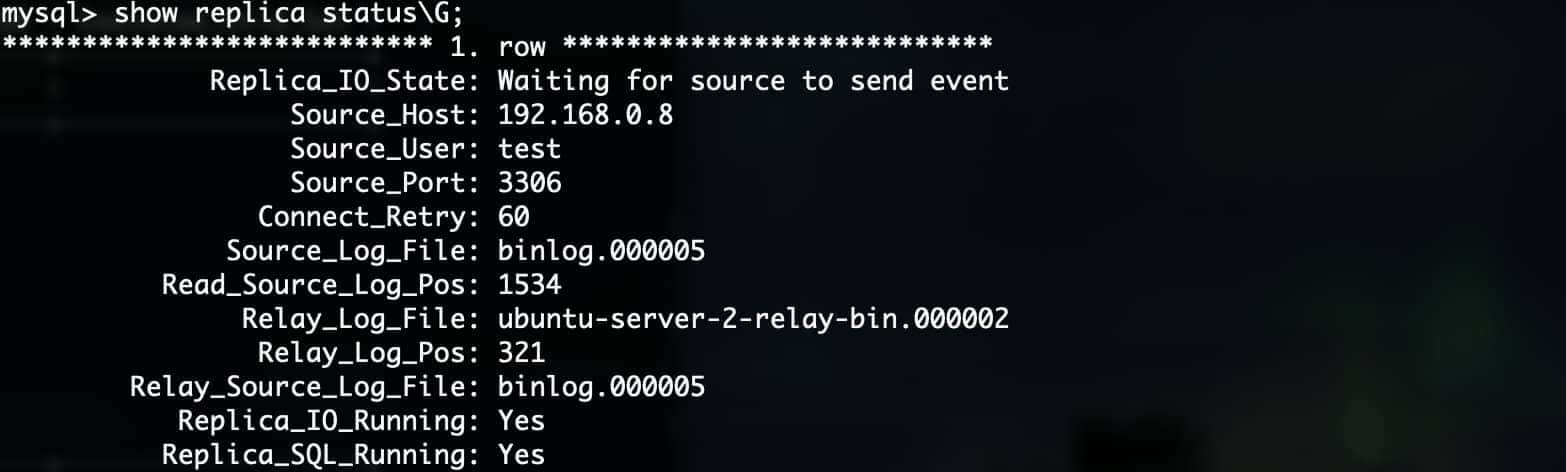 mysql> show replica status\G;
*************************** 1. row ***************************
Replica_IO_State: Waiting for source to send event
Source_Host: 192.168.0.8
Source_User: test
Source_Port: 3306
Connect_Retry: 60
Source_Log_File: binlog.000005
Read_Source_Log_Pos: 1534
Relay_Log_File: ubuntu-server-2-relay-bin.000002
Relay_Log_Pos: 321
Relay_Source_Log_File: binlog.000005
Replica_IO_Running: Yes
Replica_SQL_Running: Yes